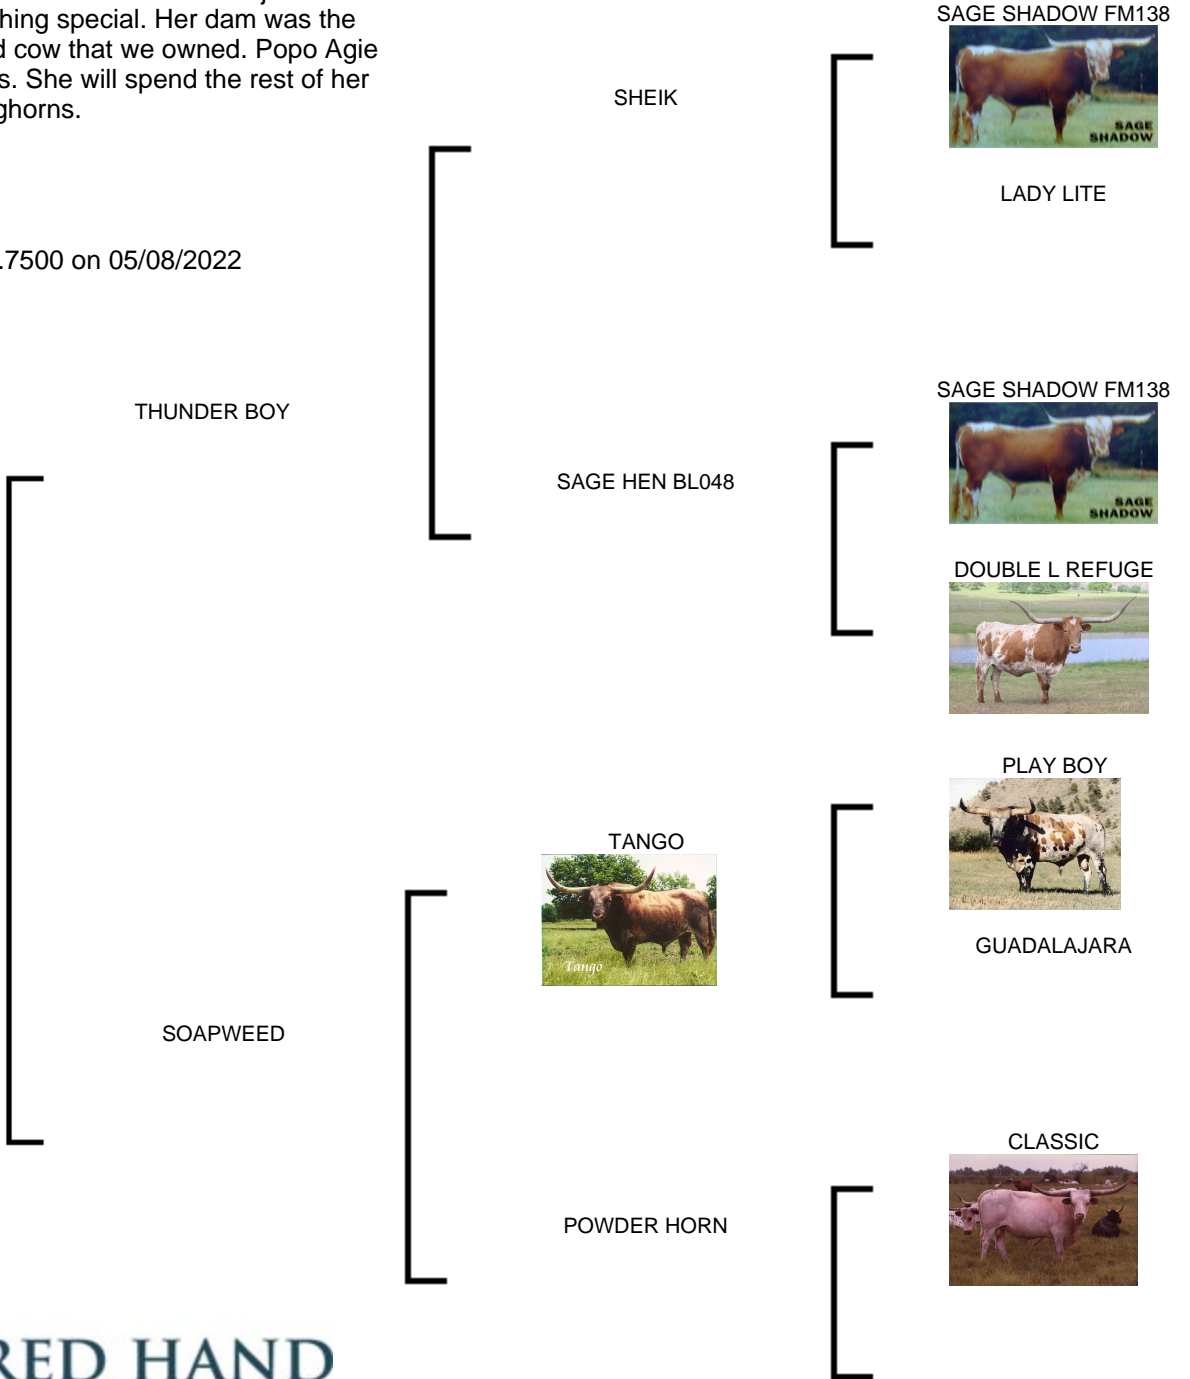 hing special. Her dam was the
cow that we owned. Popo Agie
s. She will spend the rest of her
ghorns.
.7500 on 05/08/2022
THUNDER BOY
SOAPWEED
SHEIK
SAGE HEN BL048
TANGO
Tango
POWDER HORN
SAGE SHADOW FM138
SAGE
SHADOW
LADY LITE
SAGE SHADOW FM138
SAGE
SHADOW
DOUBLE L REFUGE
PLAY BOY
GUADALAJARA
CLASSIC
RED HAND